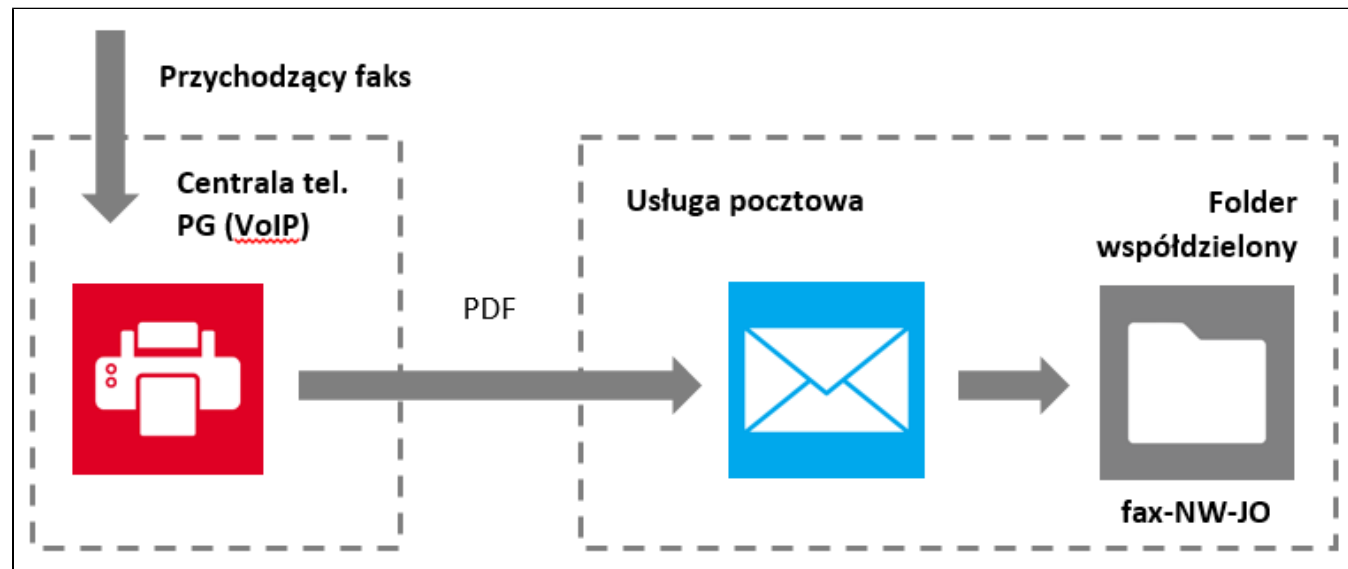 Przychodzący faks
Centrala tel.
PG (VoIP)
PDF
Usługa pocztowa
Folder
współdzielony
fax-NW-JO